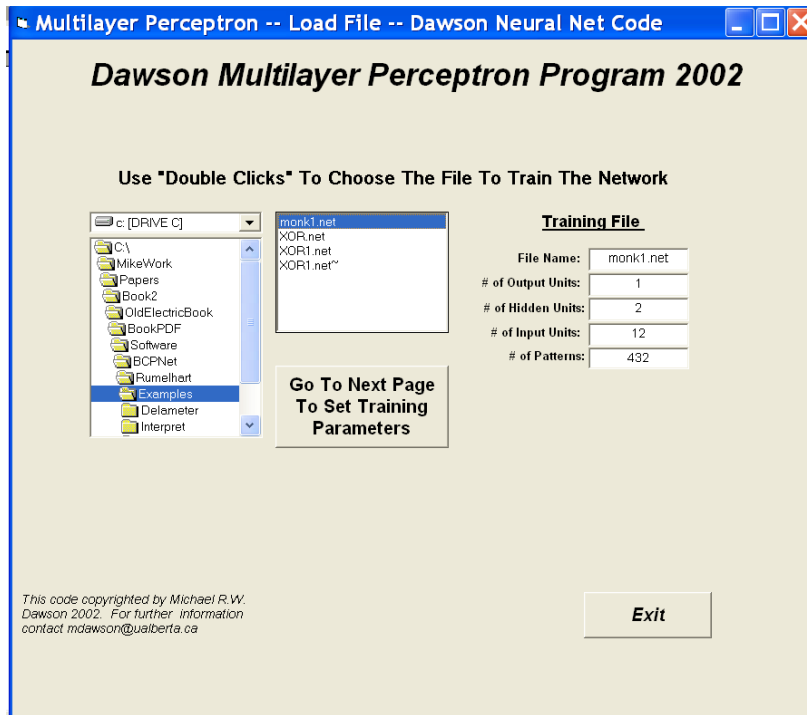 Multilayer Perceptron -- Load File -- Dawson Neural Net Code
Dawson Multilayer Perceptron Program 2002
Use "Double Clicks" To Choose The File To Train The Network
c: [DRIVE C]
C:\
MikeWork
Papers
Book2
OldElectricBook
BookPDF
Software
BCPNet
Rumelhart
Examples
Delameter
Interpret
monk1.net
XOR.net
XOR1.net
XOR1.net~
Go To Next Page
To Set Training
Parameters
Training File
File Name: monk1.net
# of Output Units: 1
# of Hidden Units: 2
# of Input Units: 12
# of Patterns: 432
This code copyrighted by Michael R.W.
Dawson 2002. For further information
contact mdawson@ualberta.ca
Exit